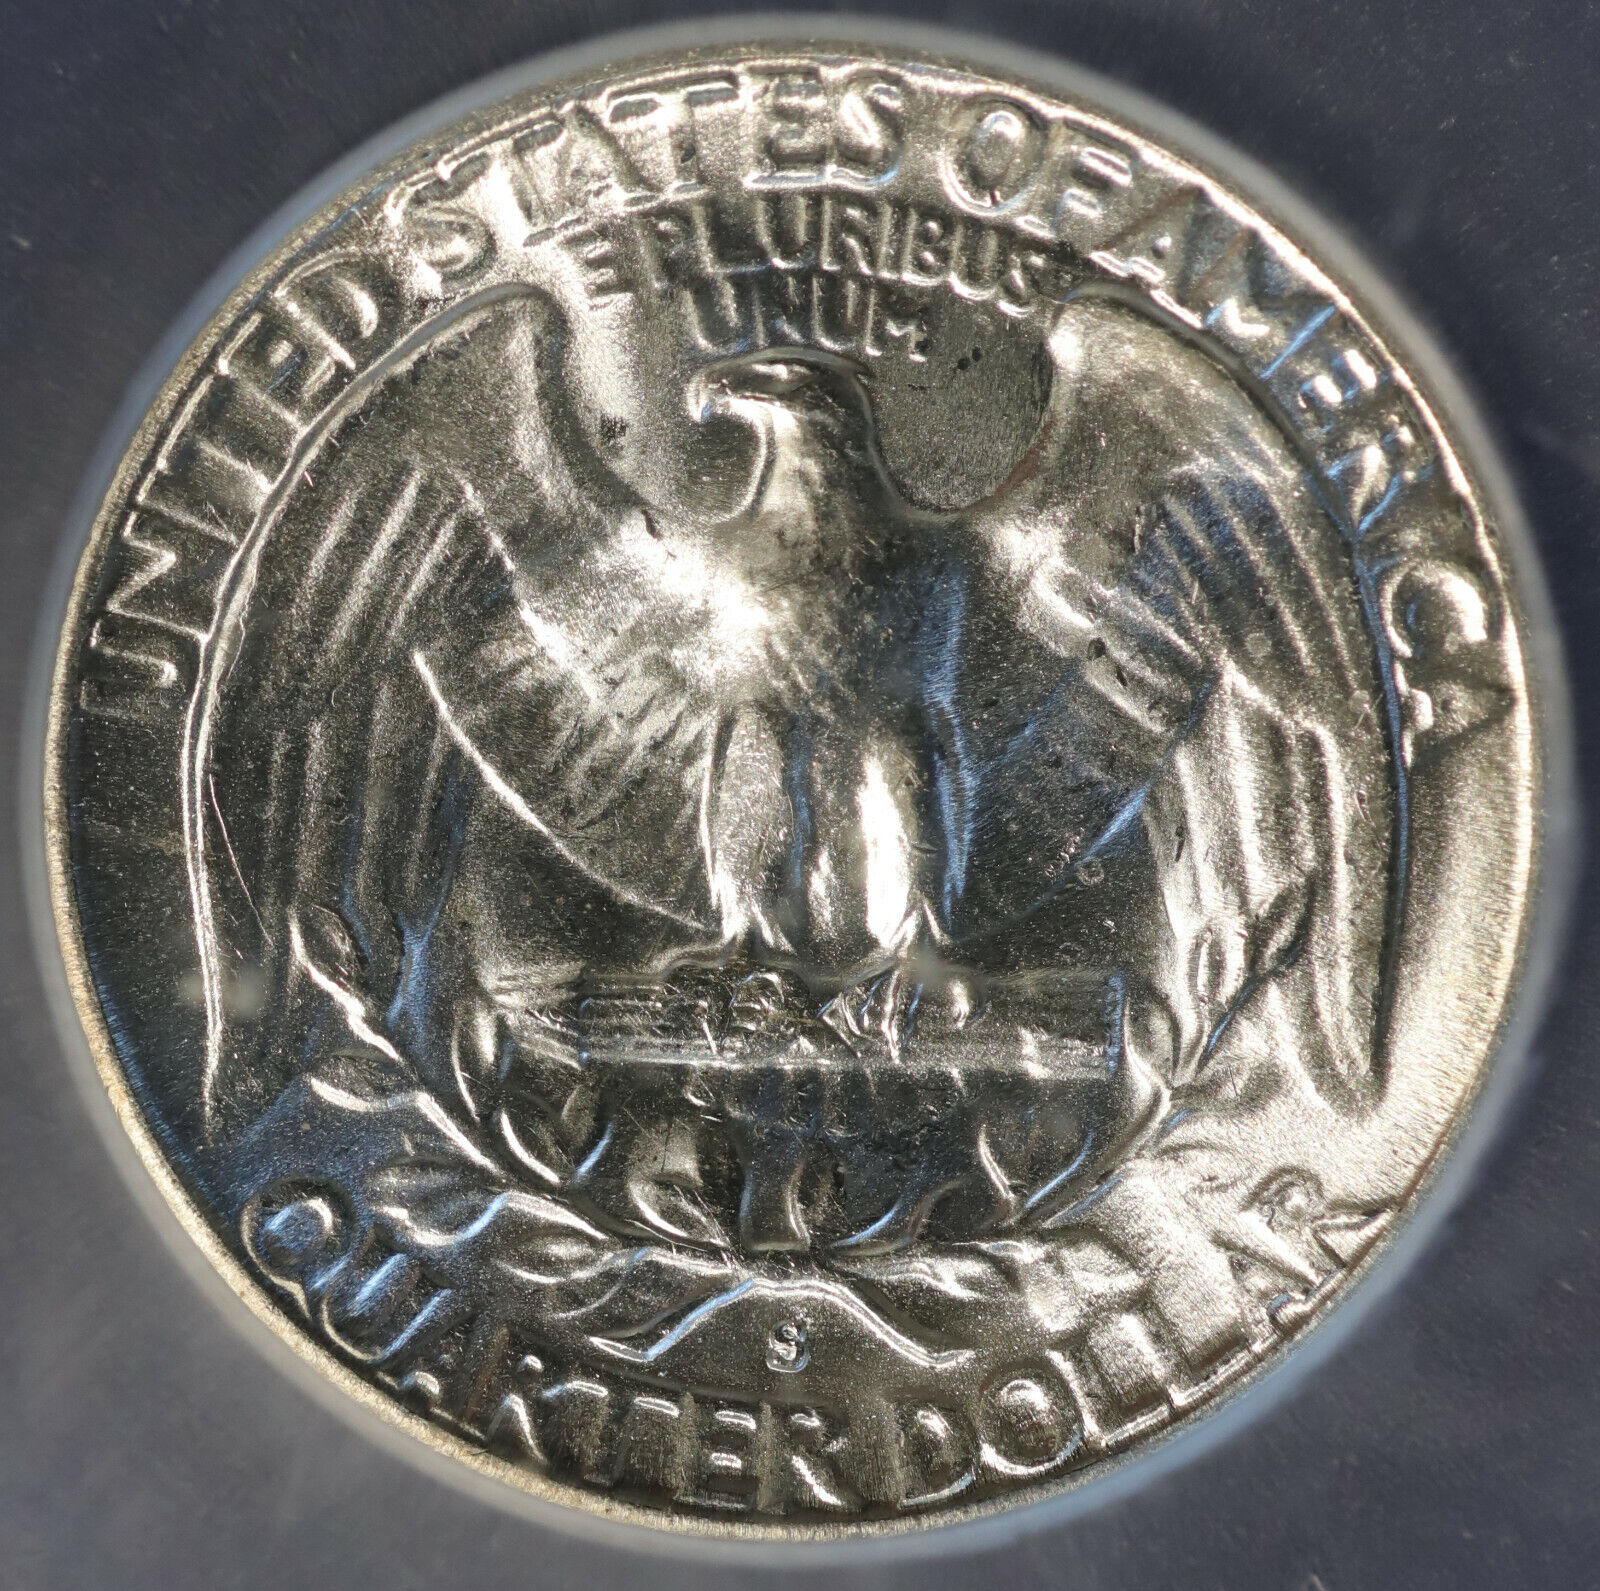 UNITED STATES OF AMERICA
E PLURIBUS
UNUM
S
QUARTER DOLLAR